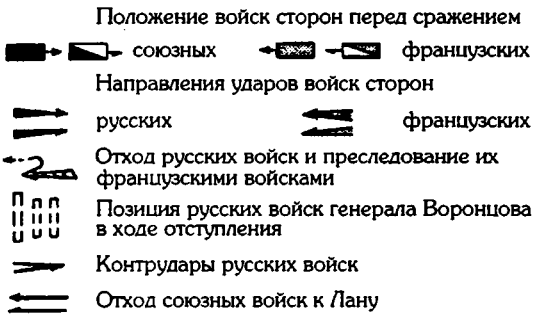 Положение войск сторон перед сражением
союзных французских
Направления ударов войск сторон
русских французских
Отход русских войск и преследование их
французскими войсками
Позиция русских войск генерала Воронцова
в ходе отступления
Контрудары русских войск
Отход союзных войск к Лану